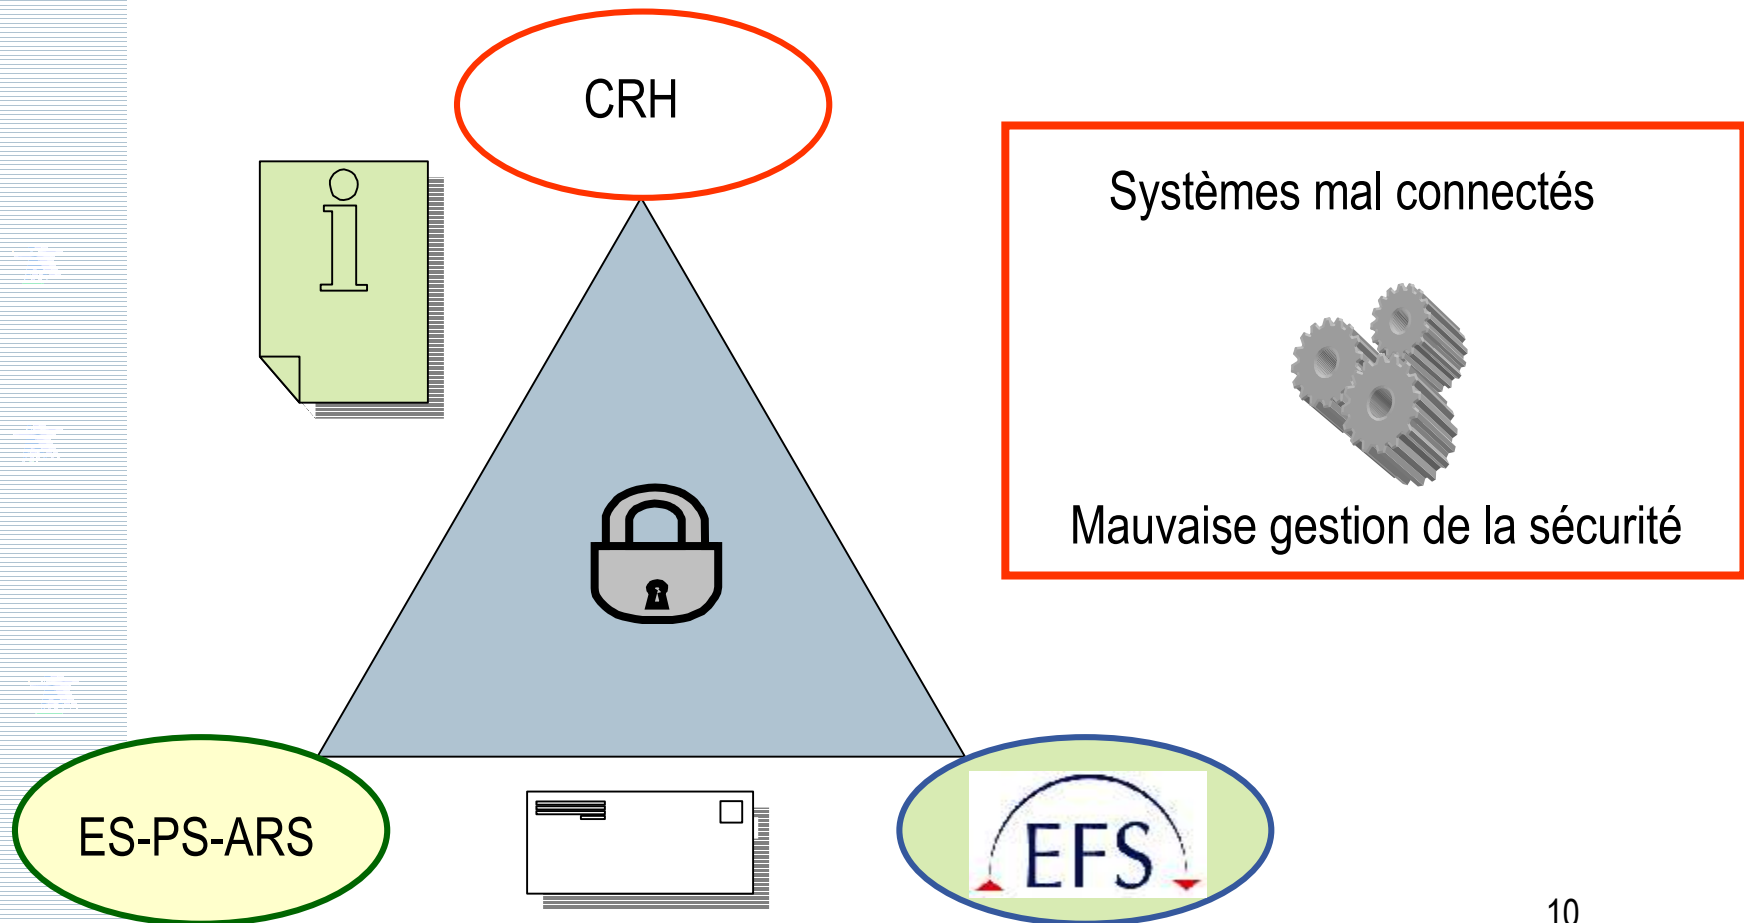 CRH
Systèmes mal connectés
Mauvaise gestion de la sécurité
ES-PS-ARS
EFS
10